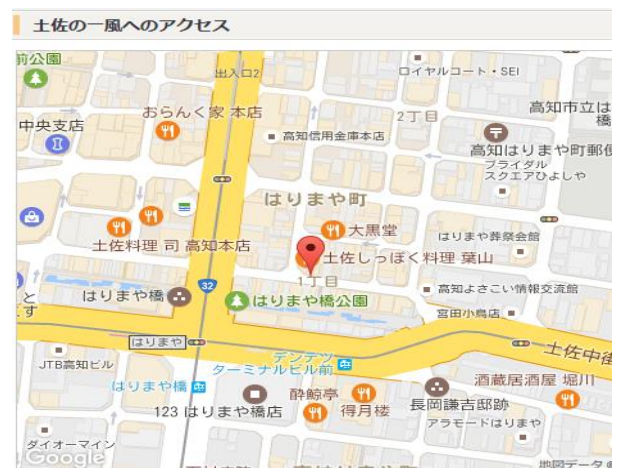 土佐の一風へのアクセス
前公園
出入口2
ロイヤルコート・SEI
おらんく家 本店
2丁目
高知市立は
橋
中央支店
高知信用金庫本店
高知はりまや町郵便
ブライダル
スクエアひよしや
はりまや町
大黒堂
はりまや葬祭会館
土佐料理 司 高知本店
土佐しっぽく料理 葉山
1丁目
32
高知よさこい情報交流館
と
こす
はりまや橋
はりまや橋公園
宮田小鳥店
はりまや
土佐中街
JTB高知ビル
デンテツ
ターミナルビル前
はりまや橋
酔鯨亭
酒蔵居酒屋 堀川
123 はりまや橋店
得月楼
長岡謙吉邸跡
アラモードはりまや
ダイオーマイン
Google
地図データ